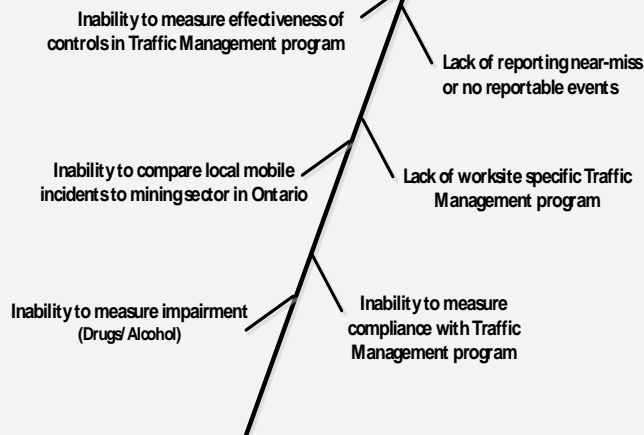 Inability to measure effectiveness of
controls in Traffic Management program
Lack of reporting near-miss
or no reportable events
Inability to compare local mobile
incidents to mining sector in Ontario
Lack of worksite specific Traffic
Management program
Inability to measure impairment
(Drugs/ Alcohol)
Inability to measure
compliance with Traffic
Management program